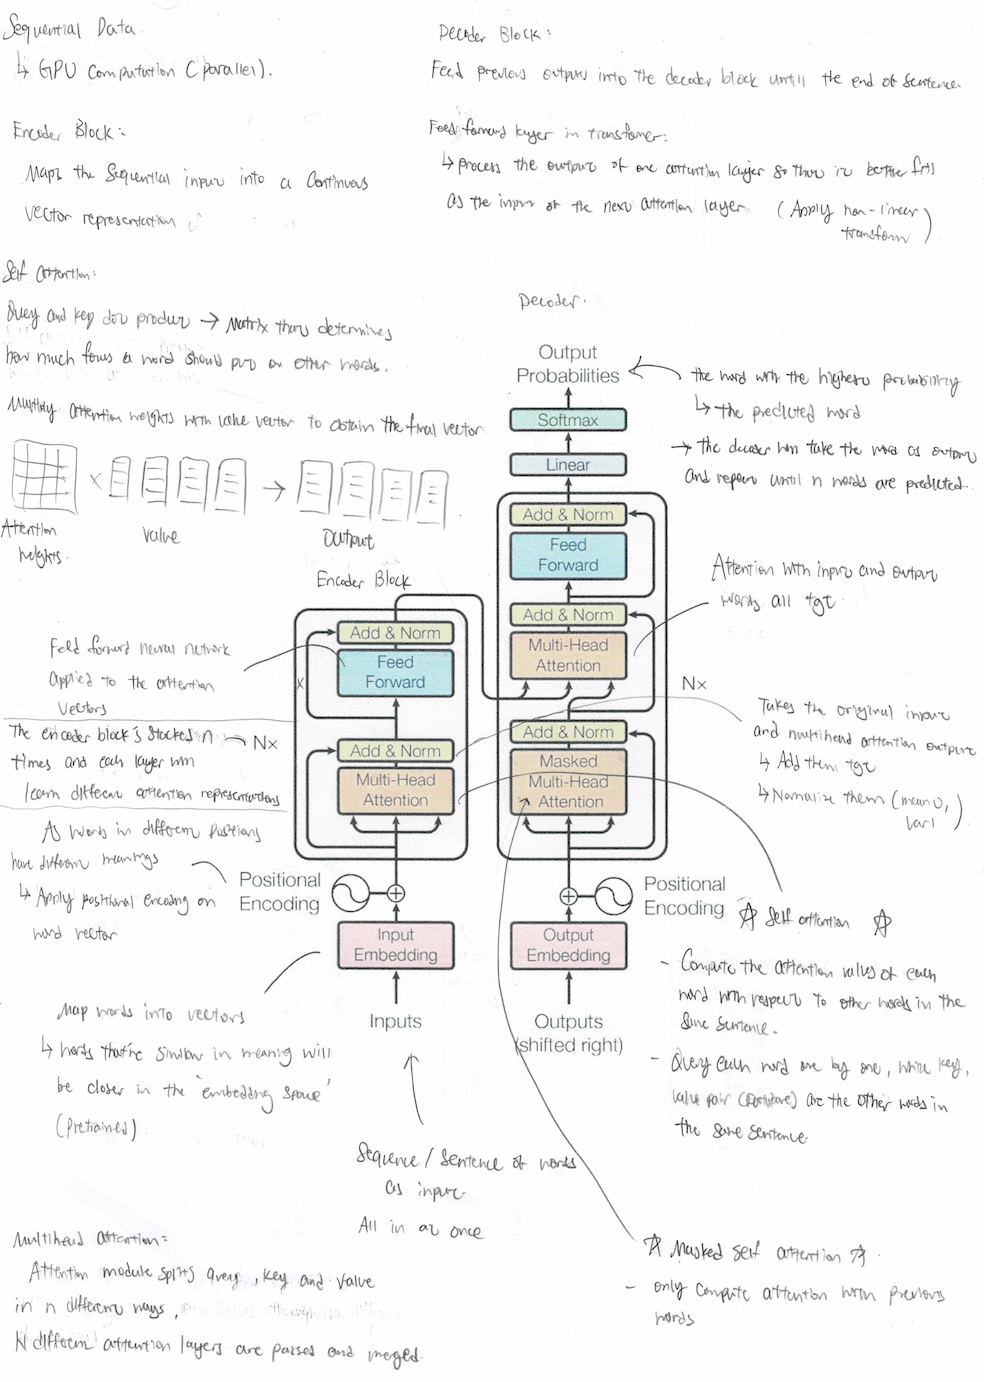 Sequential Data.
↳ GPU Computation (parallel).
Encoder Block:
Maps the sequential input into a continuous
vector representation
Self attention:
Query and key dot product → Matrix that determines
how much focus a word should put on other words.
Multiply attention weights with value vector to obtain the final vector
×
→
Attention
weights.
Value
Output
Decoder Block:
Feed previous outputs into the decoder block untill the end of sentence.
Feed forward layer in transformer:
↳ process the output of one attention layer so that it better fits
as the input of the next attention layer. (Apply non-linear
transform)
Decoder.
Output
Probabilities
Softmax
Linear
Add & Norm
Feed
Forward
Add & Norm
Multi-Head
Attention
Add & Norm
Masked
Multi-Head
Attention
Nx
Positional
Encoding
Output
Embedding
Outputs
(shifted right)
the word with the highest probability
↳ the predicted word
→ the decoder will take the word as output
and repeat until n words are predicted.
Attention with input and output
words all tgt
Takes the original input
and multihead attention output
↳ Add them tgt
↳ Normalize them (mean 0,
var 1)
☆ Self attention ☆
- Compute the attention values of each
word with respect to other words in the
same sentence.
- Query each word one by one, while key,
value pair are the other words in
the same sentence.
☆ Masked self attention ☆
- only compute attention with previous
words
Encoder Block
Add & Norm
Feed
Forward
Add & Norm
Multi-Head
Attention
Nx
Positional
Encoding
Input
Embedding
Inputs
Feed forward neural network
applied to the attention
vectors
The encoder block's stacked n
times and each layer will
learn different attention representations
As words in different positions
have different meanings
↳ Apply positional encoding on
word vector
Map words into vectors
↳ words that're similar in meaning will
be closer in the 'embedding space'
(pretrained)
Sequence / Sentence of words
as input.
All in at once
Multihead attention:
Attention module splits query, key and value
in n different ways,
N different attention layers are passes and merged.